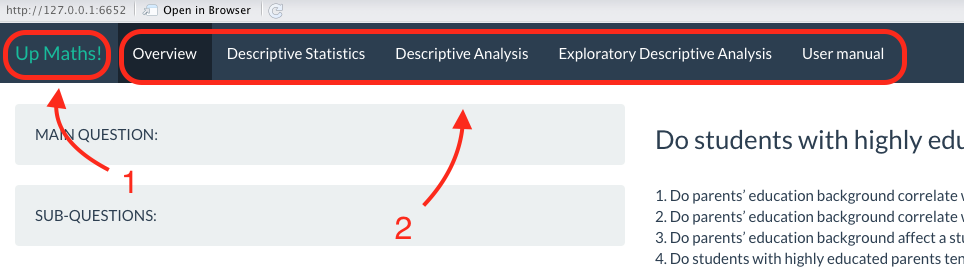 http://127.0.0.1:6652 Open in Browser
Up Maths! Overview Descriptive Statistics Descriptive Analysis Exploratory Descriptive Analysis User manual
MAIN QUESTION:
Do students with highly edu
1
SUB-QUESTIONS:
2
1. Do parents' education background correlate
2. Do parents' education background correlate
3. Do parents' education background affect a stu
4. Do students with highly educated parents ten